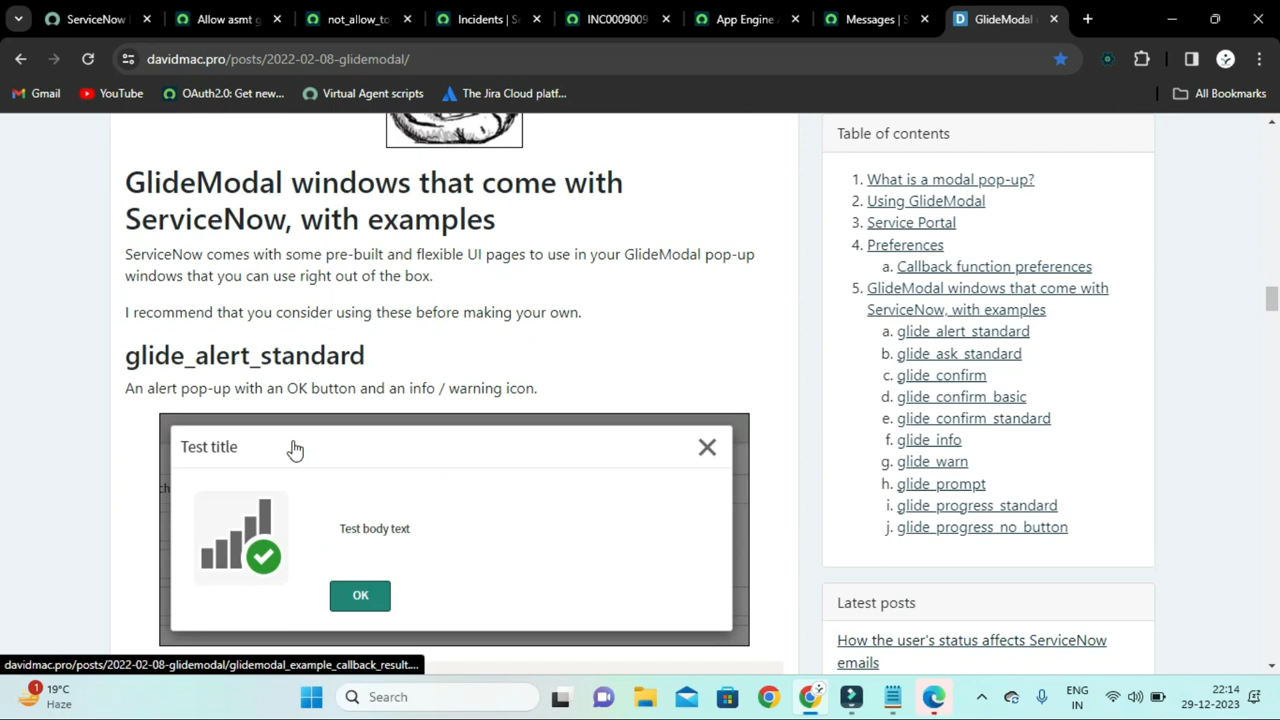 ServiceNow
Allow asmt g
not_allow_to
Incidents | S
INC0009009
App Engine
Messages | S
GlideModal
davidmac.pro/posts/2022-02-08-glidemodal/
Gmail
YouTube
OAuth2.0: Get new...
Virtual Agent scripts
The Jira Cloud platf...
All Bookmarks
GlideModal windows that come with
ServiceNow, with examples
ServiceNow comes with some pre-built and flexible UI pages to use in your GlideModal pop-up
windows that you can use right out of the box.
I recommend that you consider using these before making your own.
glide_alert_standard
An alert pop-up with an OK button and an info / warning icon.
Test title
Test body text
OK
Table of contents
1. What is a modal pop-up?
2. Using GlideModal
3. Service Portal
4. Preferences
a. Callback function preferences
5. GlideModal windows that come with
ServiceNow, with examples
a. glide_alert_standard
b. glide_ask_standard
c. glide_confirm
d. glide_confirm_basic
e. glide_confirm_standard
f. glide_info
g. glide_warn
h. glide_prompt
i. glide_progress_standard
j. glide_progress_no_button
Latest posts
How the user's status affects ServiceNow
emails
davidmac.pro/posts/2022-02-08-glidemodal/glidemodal_example_callback_result....
1
19°C
Haze
Search
ENG
IN
22:14
29-12-2023